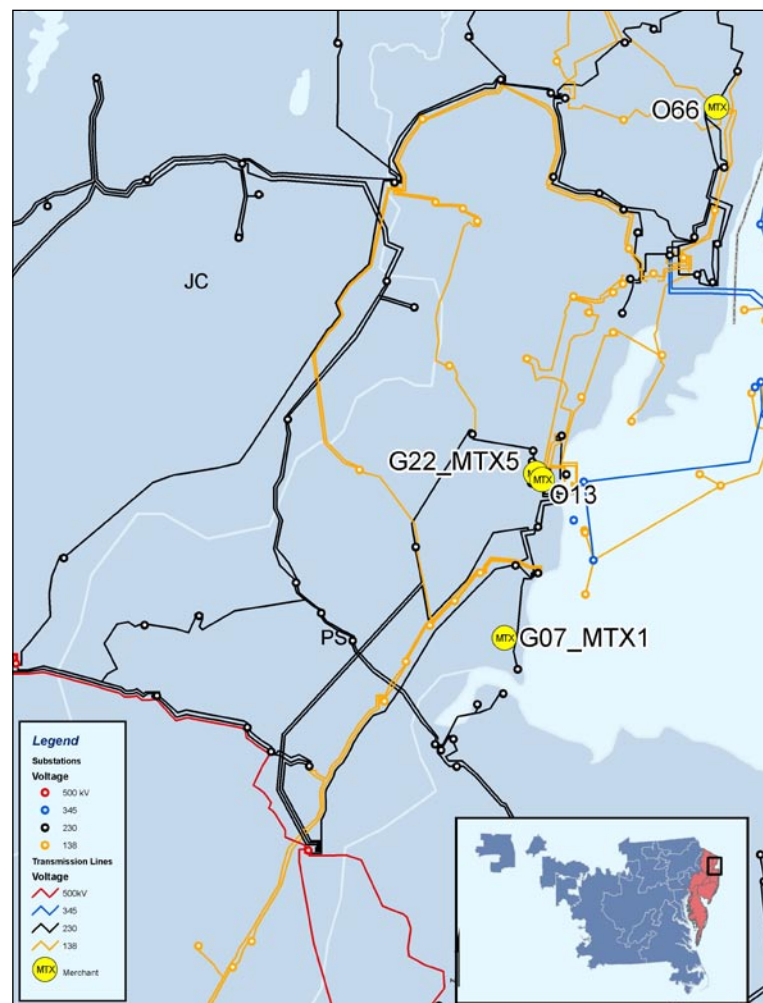 O66
MTX
JC
G22_MTX5
MTX
O13
PS
MTX
G07_MTX1
Legend
Substations
Voltage
500 kV
345
230
138
Transmission Lines
Voltage
500kV
345
230
138
MTX
Merchant